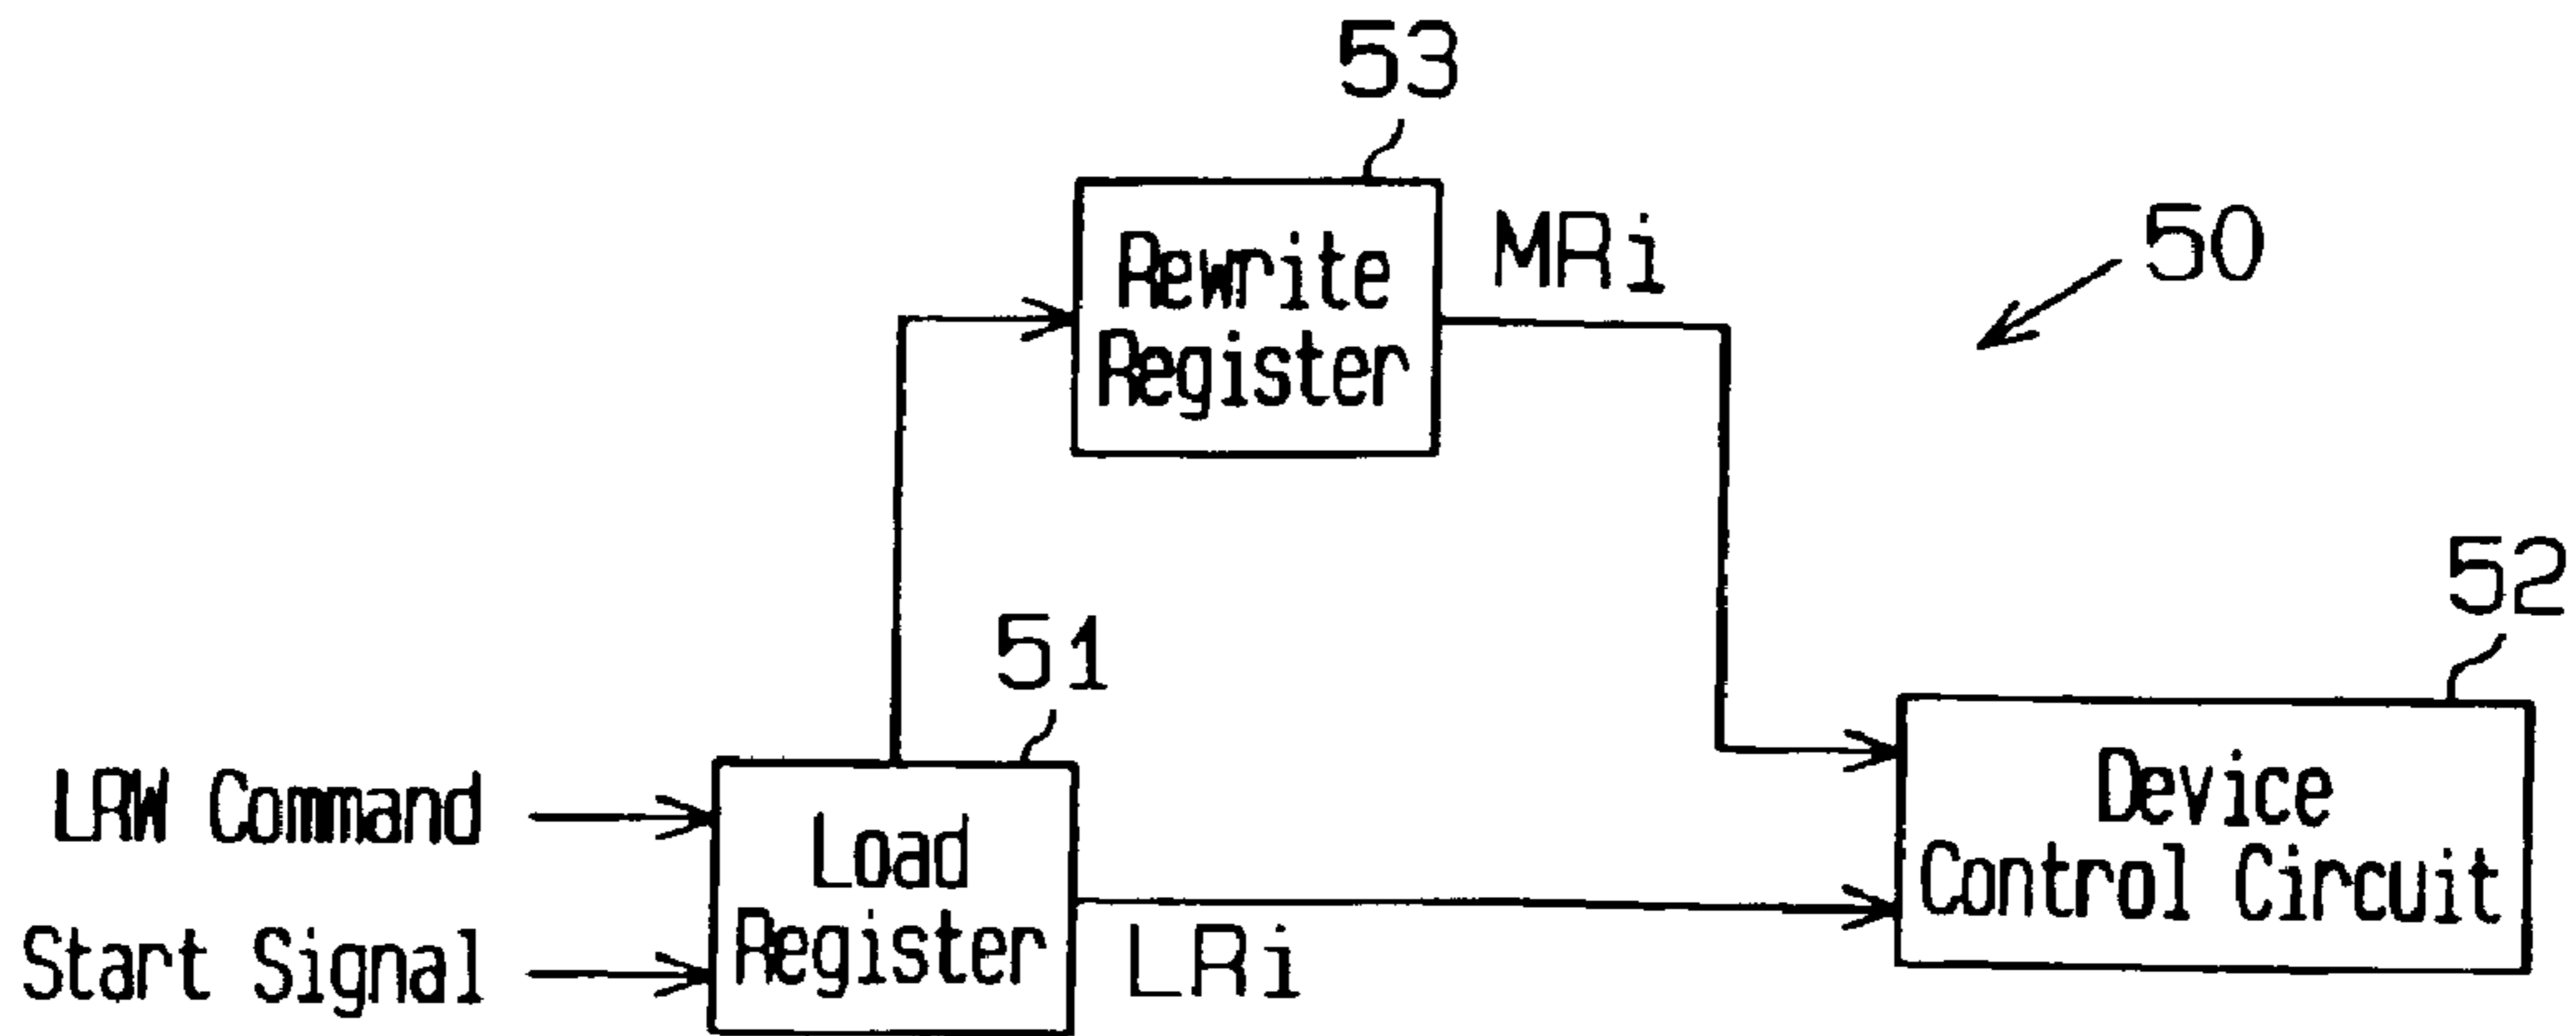 53
Rewrite
Register
MRi
50
52
51
LRW Command
Start Signal
Load
Register
LRi
Device
Control Circuit